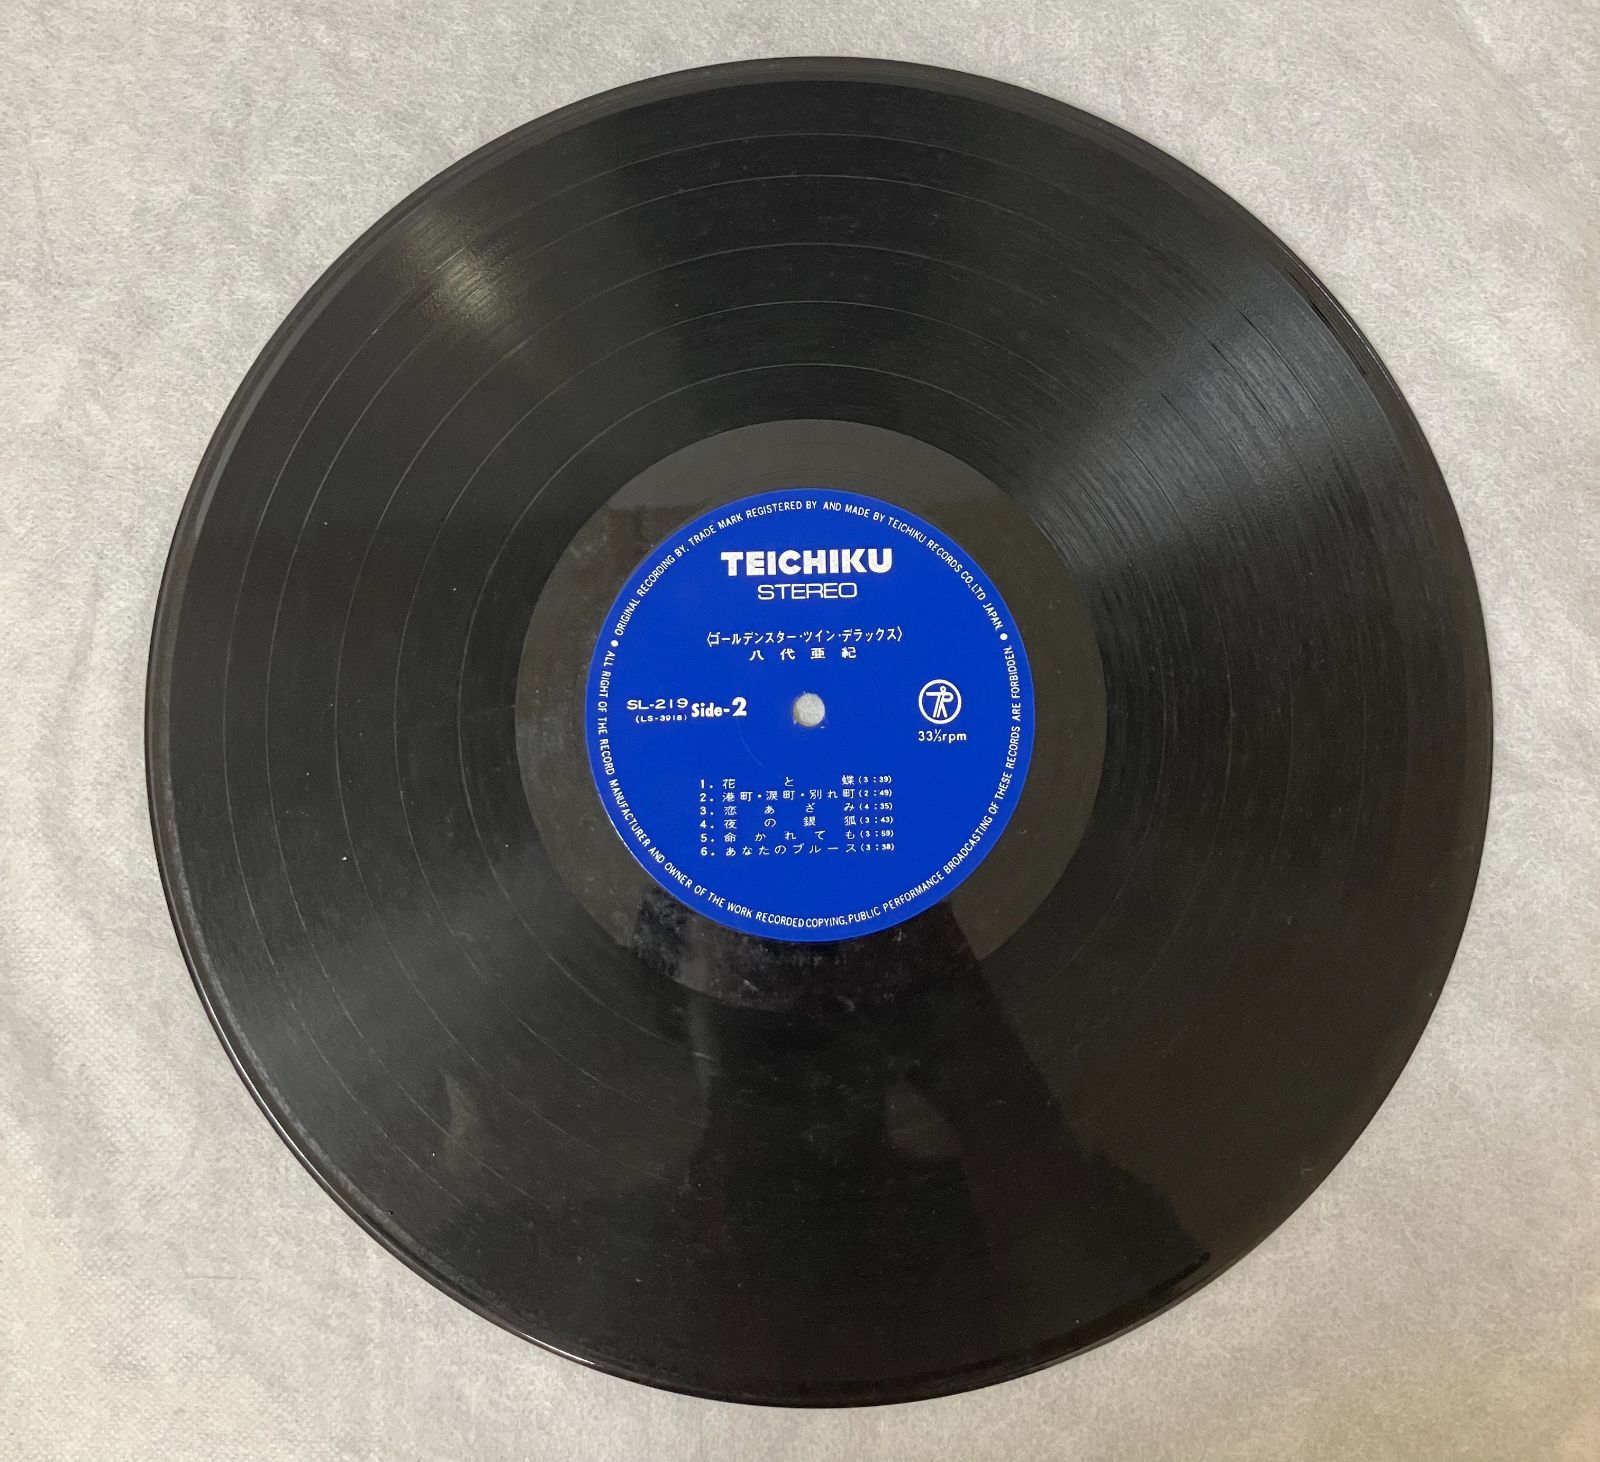 ORIGINAL RECORDING BY, TRADE MARK REGISTERED BY AND MADE BY TEICHIKU RECORDS CO.,LTD JAPAN
TEICHIKU
STEREO
〈ゴールデンスター・ツイン・デラックス〉
八代亜紀
SL-219 Side-2
(LS-3918)
33⅓rpm
1. 花と蝶 (3:39)
2. 港町・涙町・別れ町 (2:49)
3. 恋あざみ (4:35)
4. 夜の銀狐 (3:43)
5. 命かれても (3:59)
6. あなたのブルース (3:38)
ALL RIGHT OF THE RECORD MANUFACTURER AND OWNER OF THE WORK RECORDED COPYING, PUBLIC PERFORMANCE BROADCASTING OF THESE RECORDS ARE FORBIDDEN.